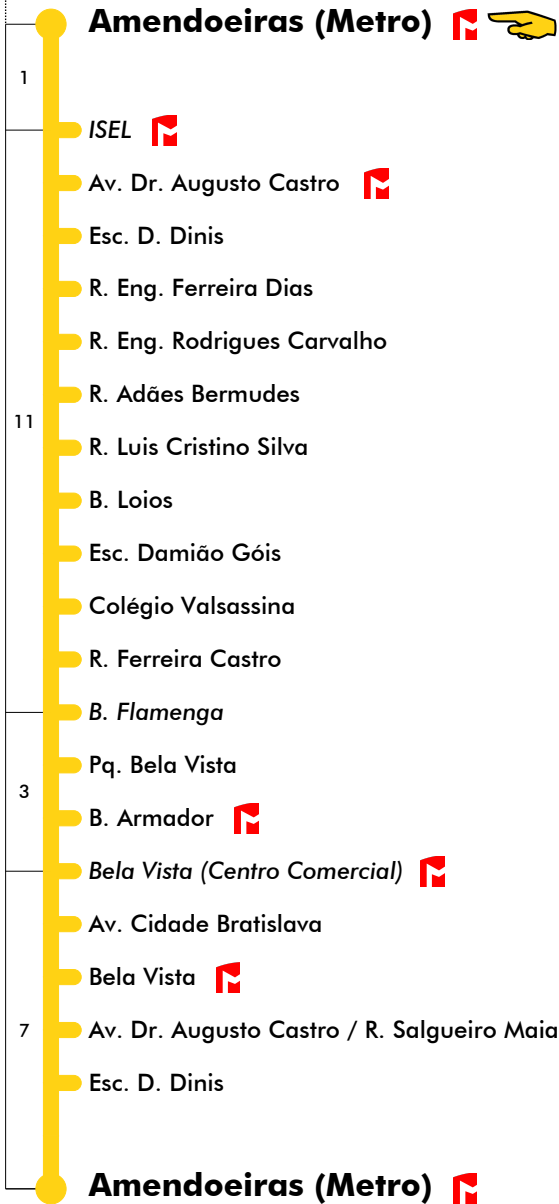 Amendoeiras (Metro)
1
ISEL
Av. Dr. Augusto Castro
Esc. D. Dinis
R. Eng. Ferreira Dias
R. Eng. Rodrigues Carvalho
R. Adães Bermudes
11
R. Luis Cristino Silva
B. Loios
Esc. Damião Góis
Colégio Valsassina
R. Ferreira Castro
B. Flamenga
Pq. Bela Vista
3
B. Armador
Bela Vista (Centro Comercial)
Av. Cidade Bratislava
Bela Vista
7
Av. Dr. Augusto Castro / R. Salgueiro Maia
Esc. D. Dinis
Amendoeiras (Metro)